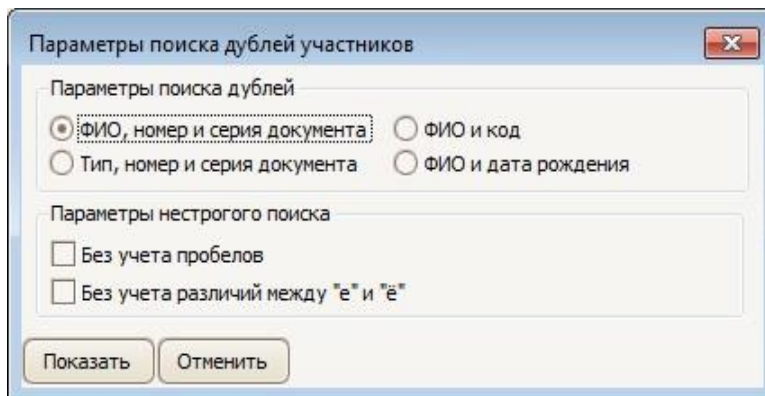 Параметры поиска дублей участников
Параметры поиска дублей
ФИО, номер и серия документа ФИО и код
Тип, номер и серия документа ФИО и дата рождения
Параметры нестрогого поиска
Без учета пробелов
Без учета различий между "е" и "ё"
Показать Отменить